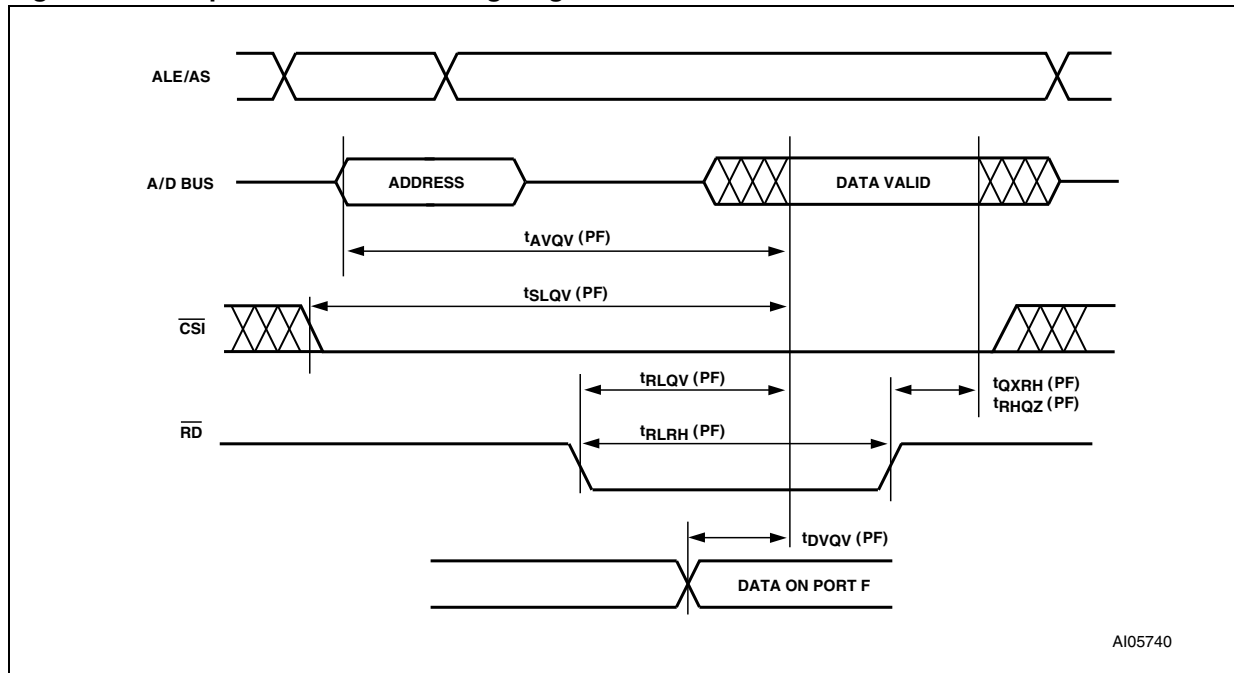 ALE/AS
A/D BUS
ADDRESS
DATA VALID
tAVQV (PF)
tSLQV (PF)
CSI
tRLQV (PF)
tQXRH (PF)
tRHQZ (PF)
RD
tRLRH (PF)
tDVQV (PF)
DATA ON PORT F
AI05740